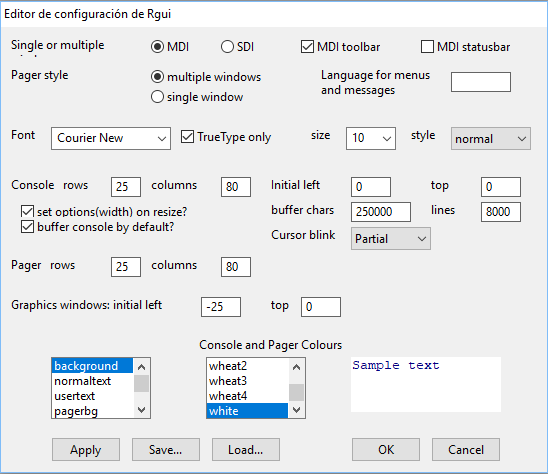 Editor de configuración de Rgui
Single or multiple
MDI SDI MDI toolbar MDI statusbar
Pager style multiple windows Language for menus
and messages
single window
Font Courier New TrueType only size 10 style normal
Console rows 25 columns 80 Initial left 0 top 0
set options(width) on resize? buffer chars 250000 lines 8000
buffer console by default?
Cursor blink Partial
Pager rows 25 columns 80
Graphics windows: initial left -25 top 0
Console and Pager Colours
background wheat2 Sample text
normaltext wheat3
usertext wheat4
pagerbg white
Apply Save... Load... OK Cancel